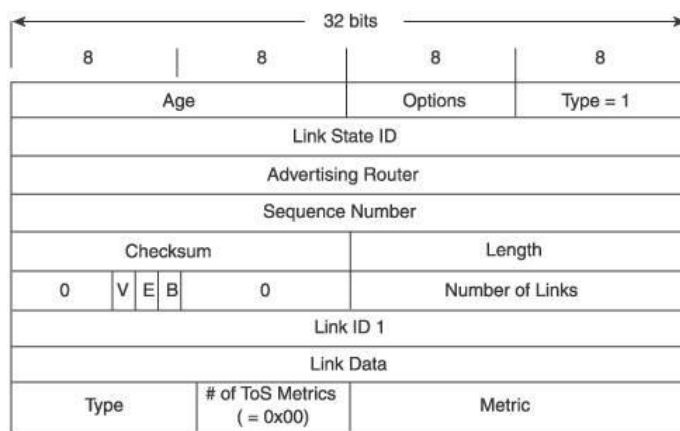 32 bits
8 8 8 8
Age Options Type = 1
Link State ID
Advertising Router
Sequence Number
Checksum Length
0 V E B 0 Number of Links
Link ID 1
Link Data
Type # of ToS Metrics Metric
( = 0x00)